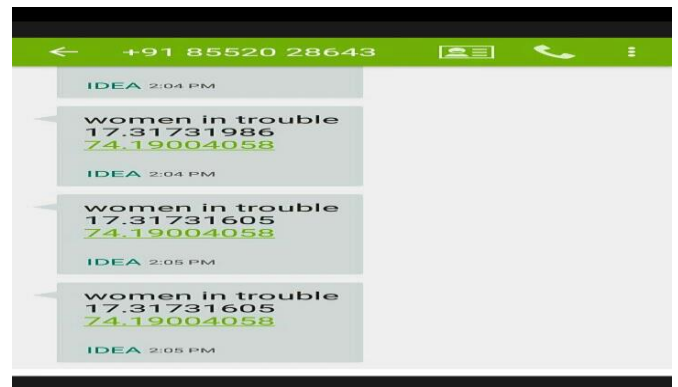 +91 85520 28643
IDEA 2:04 PM
women in trouble
17.31731986
74.19004058
IDEA 2:04 PM
women in trouble
17.31731605
74.19004058
IDEA 2:05 PM
women in trouble
17.31731605
74.19004058
IDEA 2:05 PM